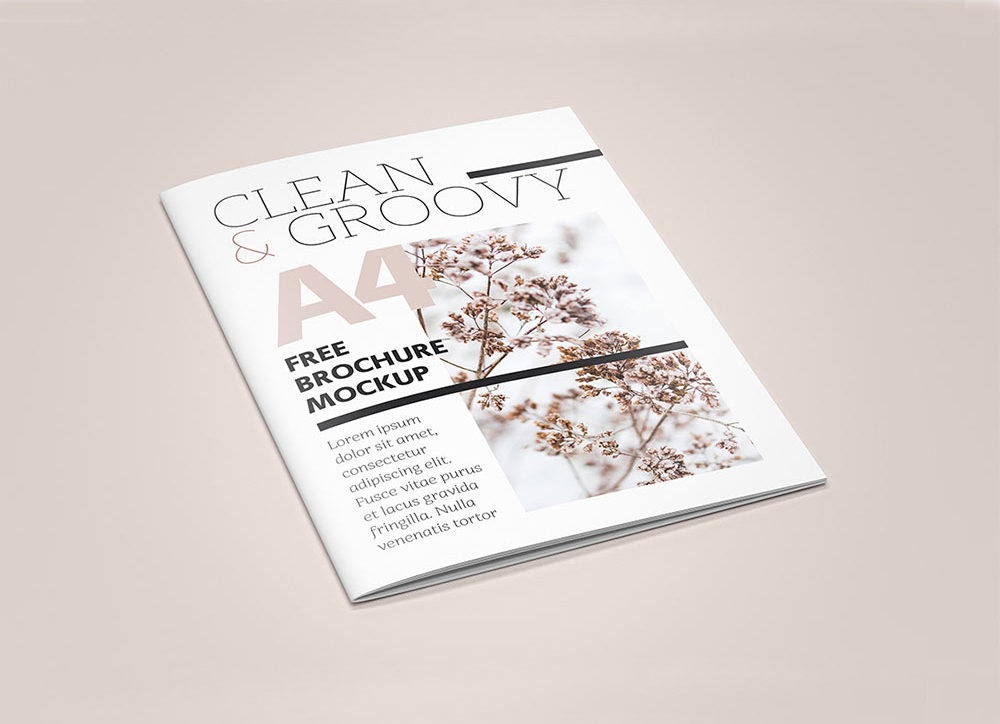 CLEAN
& GROOVY
A4
FREE
BROCHURE
MOCKUP
Lorem ipsum
dolor sit amet,
consectetur
adipiscing elit.
Fusce vitae purus
et lacus gravida
fringilla. Nulla
venenatis tortor